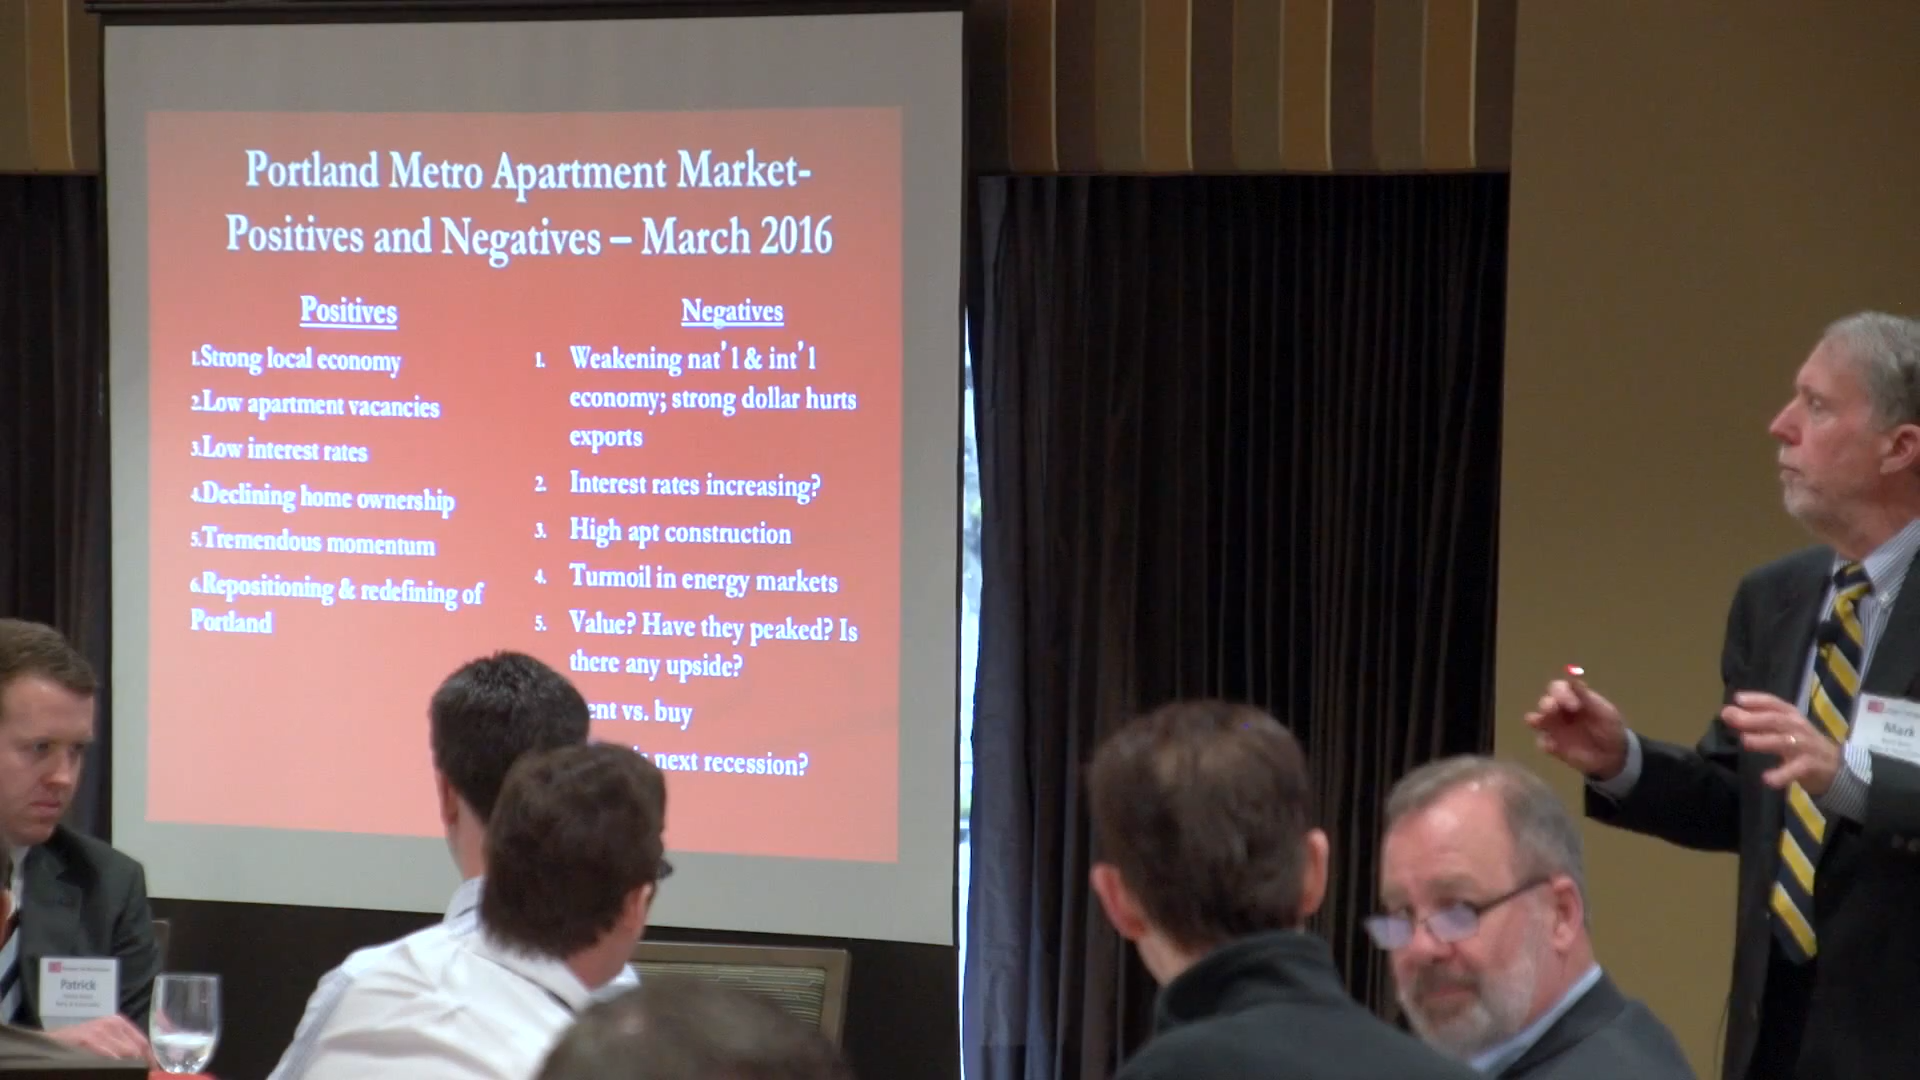 Portland Metro Apartment Market-
Positives and Negatives – March 2016
Positives
1.Strong local economy
2.Low apartment vacancies
3.Low interest rates
4.Declining home ownership
5.Tremendous momentum
6.Repositioning & redefining of
Portland
Negatives
1. Weakening nat'l & int'l
economy; strong dollar hurts
exports
2. Interest rates increasing?
3. High apt construction
4. Turmoil in energy markets
5. Value? Have they peaked? Is
there any upside?
ent vs. buy
next recession?
Patrick
Mark